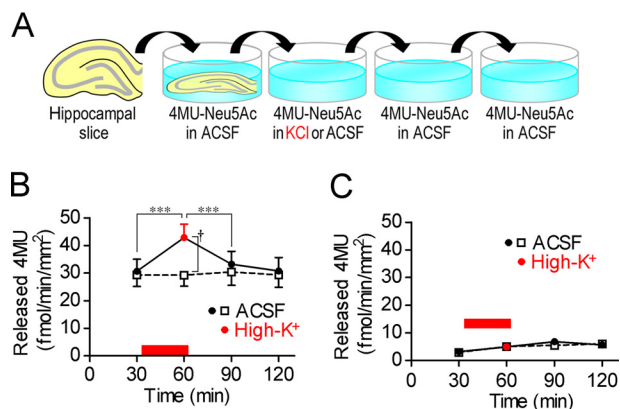 A
Hippocampal
slice
4MU-Neu5Ac
in ACSF
4MU-Neu5Ac
in KCl or ACSF
4MU-Neu5Ac
in ACSF
4MU-Neu5Ac
in ACSF
B
Released 4MU
(fmol/min/mm²)
50
40
30
20
10
0
*** ***
†
ACSF
High-K⁺
0 30 60 90 120
Time (min)
C
Released 4MU
(fmol/min/mm²)
50
40
30
20
10
0
ACSF
High-K⁺
0 30 60 90 120
Time (min)